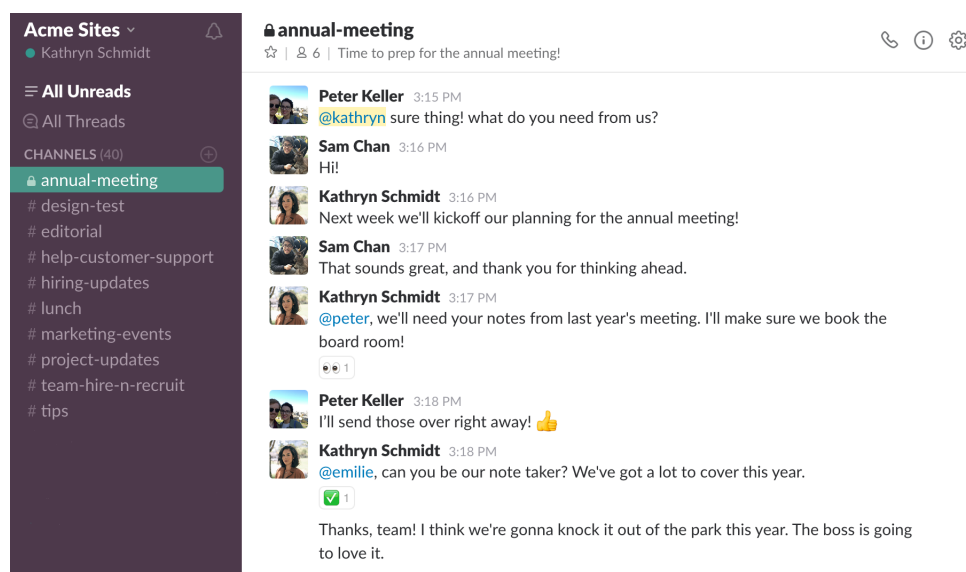 Acme Sites
Kathryn Schmidt
All Unreads
All Threads
CHANNELS (40)
annual-meeting
# design-test
# editorial
# help-customer-support
# hiring-updates
# lunch
# marketing-events
# project-updates
# team-hire-n-recruit
# tips
annual-meeting
6 | Time to prep for the annual meeting!
Peter Keller 3:15 PM
@kathryn sure thing! what do you need from us?
Sam Chan 3:16 PM
Hi!
Kathryn Schmidt 3:16 PM
Next week we'll kickoff our planning for the annual meeting!
Sam Chan 3:17 PM
That sounds great, and thank you for thinking ahead.
Kathryn Schmidt 3:17 PM
@peter, we'll need your notes from last year's meeting. I'll make sure we book the
board room!
1
Peter Keller 3:18 PM
I’ll send those over right away!
Kathryn Schmidt 3:18 PM
@emilie, can you be our note taker? We've got a lot to cover this year.
1
Thanks, team! I think we're gonna knock it out of the park this year. The boss is going
to love it.